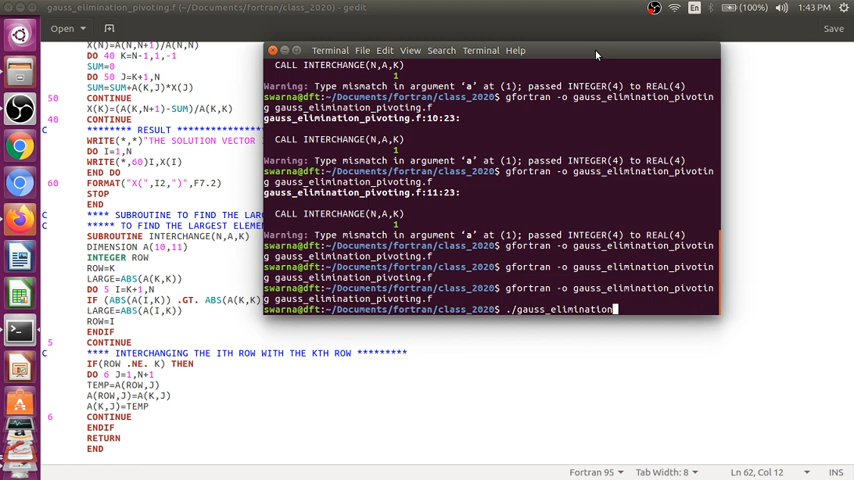 gauss_elimination_pivoting.f (~/Documents/fortran/class_2020) - gedit
En (100%) 1:43 PM
Open Save
X(N)=A(N,N+1)/A(N,N)
DO 40 K=N-1,1,-1
SUM=0
DO 50 J=K+1,N
SUM=SUM+A(K,J)*X(J)
50 CONTINUE
X(K)=(A(K,N+1)-SUM)/A(K,K)
40 CONTINUE
C ******** RESULT *****************
WRITE(*,*)"THE SOLUTION VECTOR I
DO I=1,N
WRITE(*,60)I,X(I)
END DO
60 FORMAT("X(",I2,")",F7.2)
STOP
END
C **** SUBROUTINE TO FIND THE LAR
C ***** TO FIND THE LARGEST ELEMEN
SUBROUTINE INTERCHANGE(N,A,K)
DIMENSION A(10,11)
INTEGER ROW
ROW=K
LARGE=ABS(A(K,K))
DO 5 I=K+1,N
IF (ABS(A(I,K)) .GT. ABS(A(K,K)
LARGE=ABS(A(I,K))
ROW=I
ENDIF
5 CONTINUE
C **** INTERCHANGING THE ITH ROW WITH THE KTH ROW *********
IF(ROW .NE. K) THEN
DO 6 J=1,N+1
TEMP=A(ROW,J)
A(ROW,J)=A(K,J)
A(K,J)=TEMP
6 CONTINUE
ENDIF
RETURN
END
Terminal File Edit View Search Terminal Help
CALL INTERCHANGE(N,A,K)
1
Warning: Type mismatch in argument ‘a’ at (1); passed INTEGER(4) to REAL(4)
swarna@dft:~/Documents/fortran/class_2020$ gfortran -o gauss_elimination_pivotin
g gauss_elimination_pivoting.f
gauss_elimination_pivoting.f:10:23:
CALL INTERCHANGE(N,A,K)
1
Warning: Type mismatch in argument ‘a’ at (1); passed INTEGER(4) to REAL(4)
swarna@dft:~/Documents/fortran/class_2020$ gfortran -o gauss_elimination_pivotin
g gauss_elimination_pivoting.f
gauss_elimination_pivoting.f:11:23:
CALL INTERCHANGE(N,A,K)
1
Warning: Type mismatch in argument ‘a’ at (1); passed INTEGER(4) to REAL(4)
swarna@dft:~/Documents/fortran/class_2020$ gfortran -o gauss_elimination_pivotin
g gauss_elimination_pivoting.f
swarna@dft:~/Documents/fortran/class_2020$ gfortran -o gauss_elimination_pivotin
g gauss_elimination_pivoting.f
swarna@dft:~/Documents/fortran/class_2020$ gfortran -o gauss_elimination_pivotin
g gauss_elimination_pivoting.f
swarna@dft:~/Documents/fortran/class_2020$ ./gauss_elimination
Fortran 95 Tab Width: 8 Ln 62, Col 12 INS